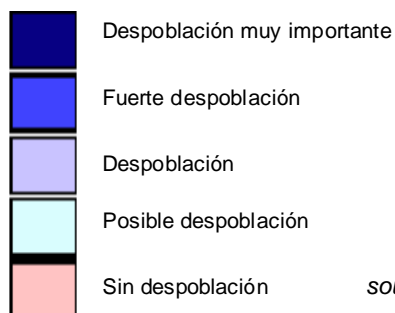 Despoblación muy importante
Fuerte despoblación
Despoblación
Posible despoblación
Sin despoblación